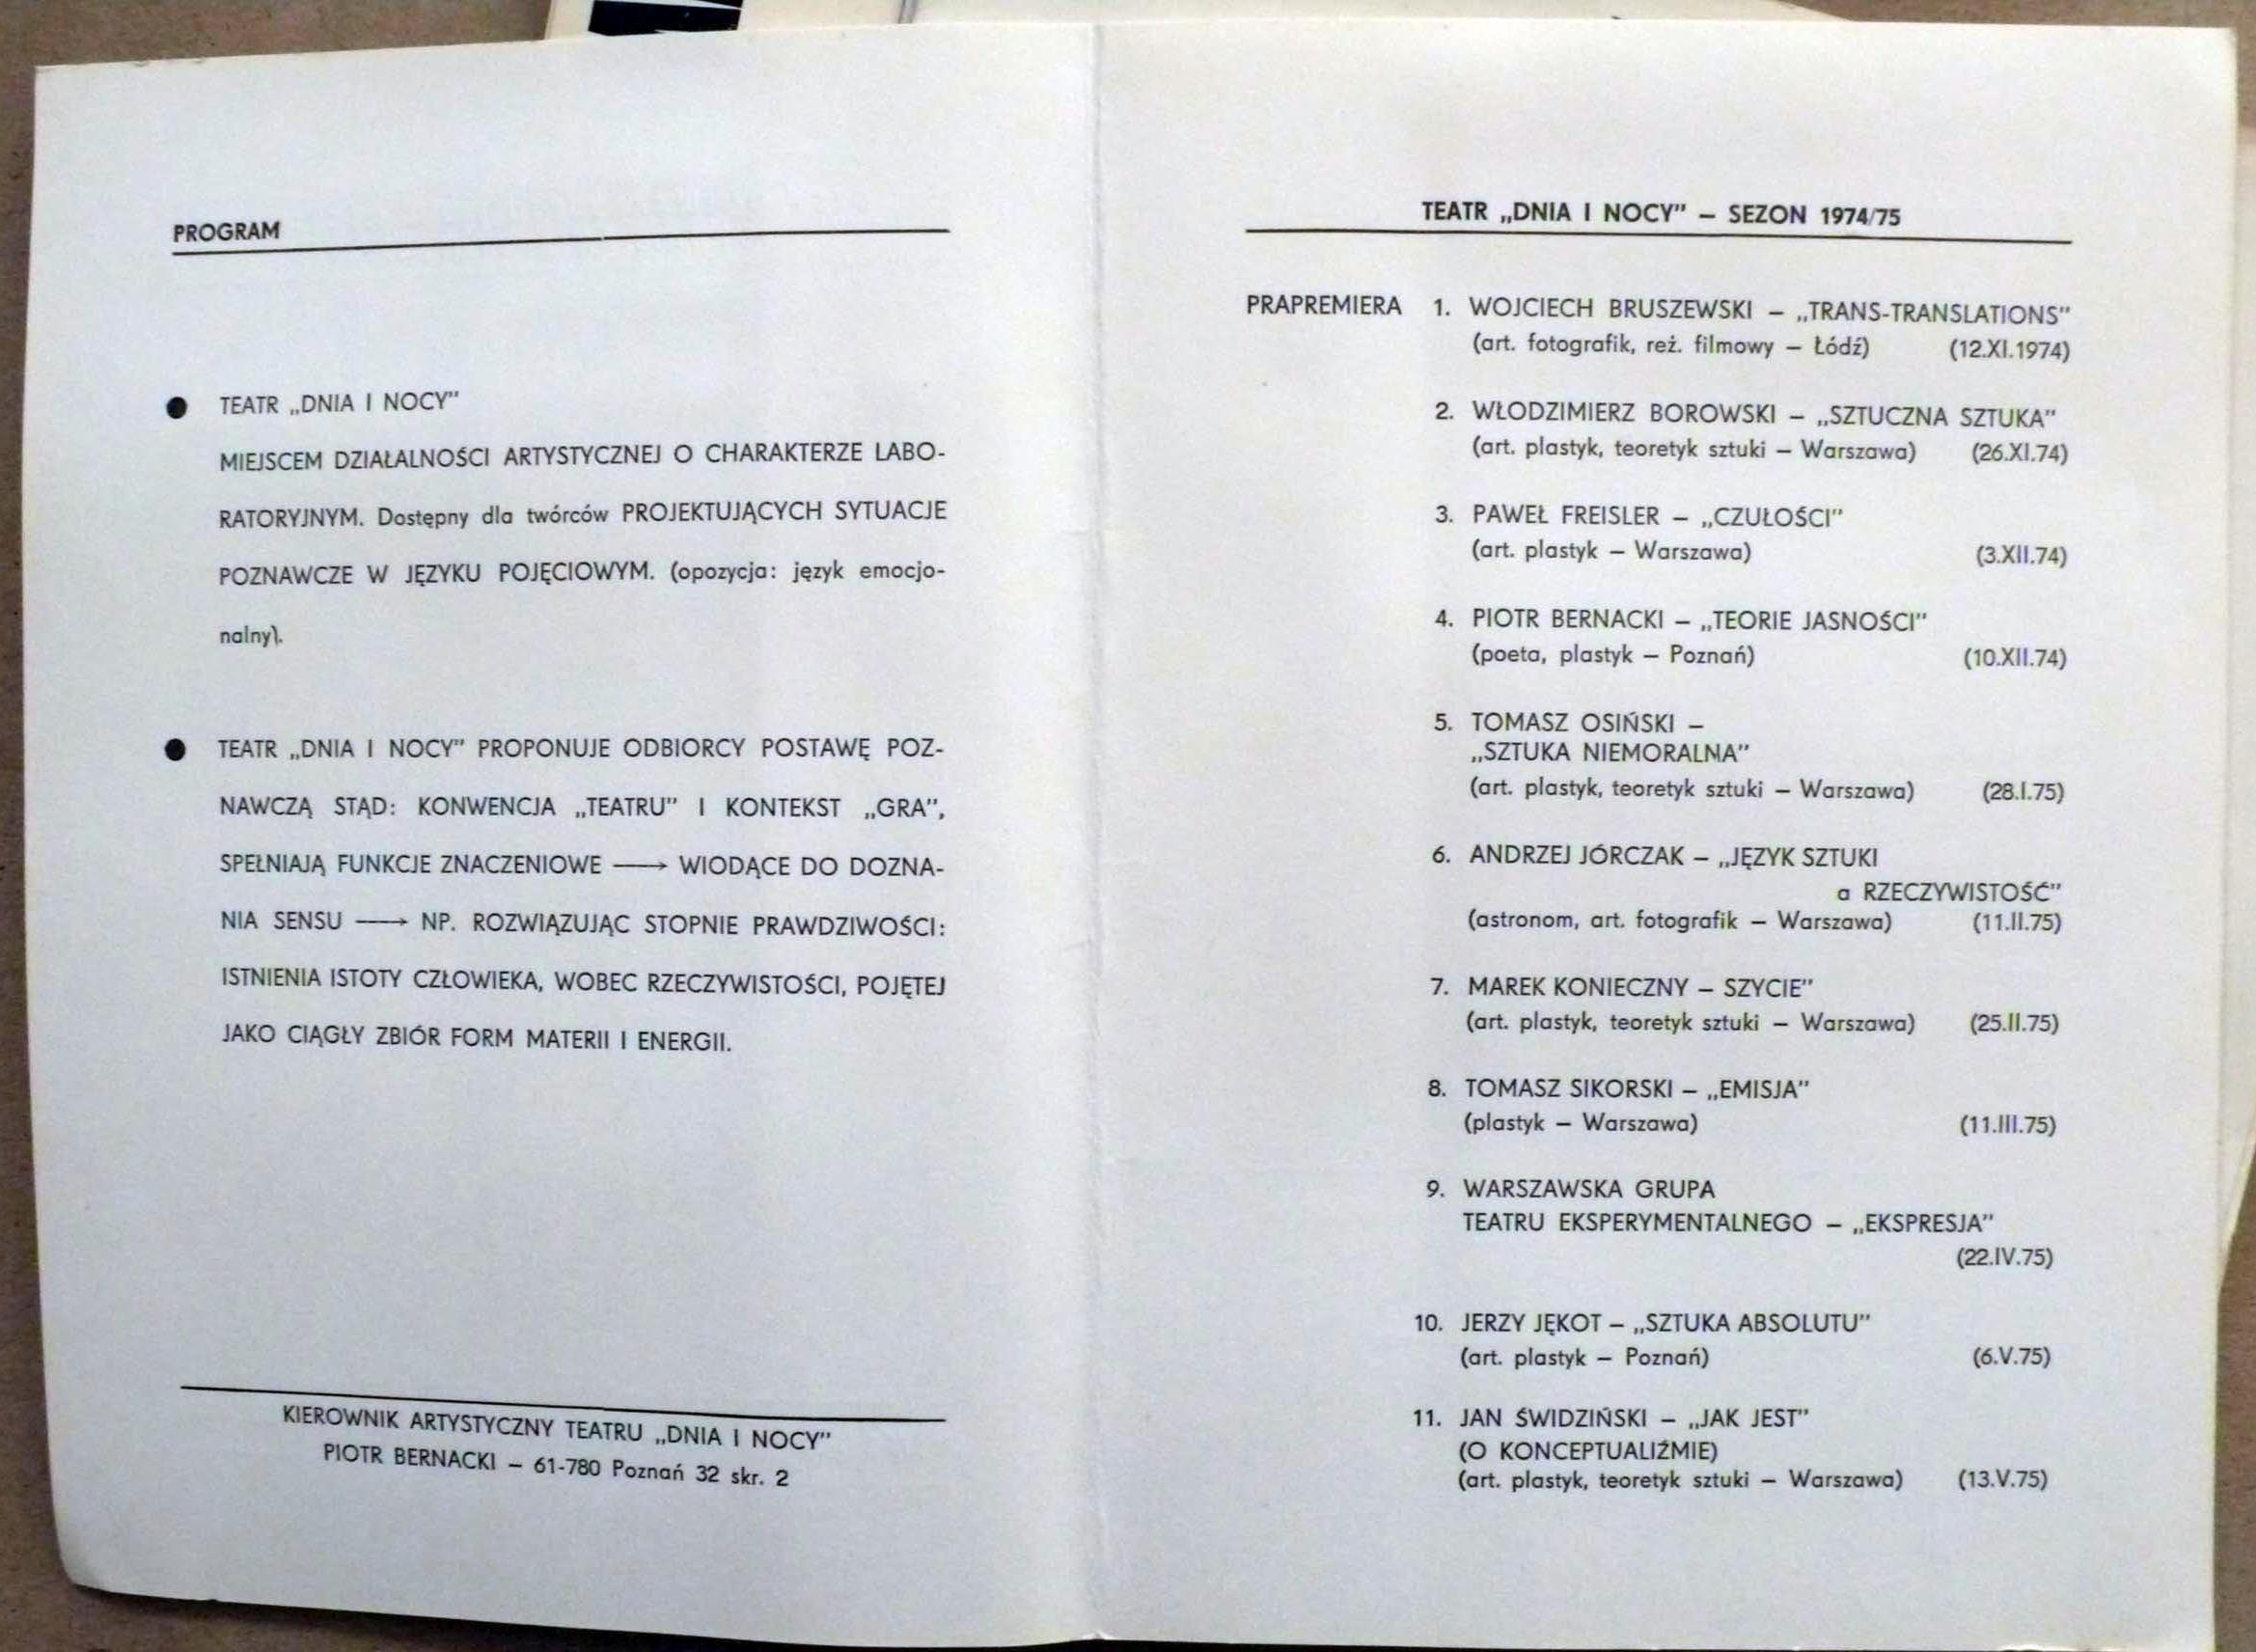 PROGRAM
● TEATR „DNIA I NOCY”
MIEJSCEM DZIAŁALNOŚCI ARTYSTYCZNEJ O CHARAKTERZE LABO-
RATORYJNYM. Dostępny dla twórców PROJEKTUJĄCYCH SYTUACJE
POZNAWCZE W JĘZYKU POJĘCIOWYM. (opozycja: język emocjo-
nalny).
● TEATR „DNIA I NOCY” PROPONUJE ODBIORCY POSTAWĘ POZ-
NAWCZĄ STĄD: KONWENCJA „TEATRU” I KONTEKST „GRA”,
SPEŁNIAJĄ FUNKCJE ZNACZENIOWE ⟶ WIODĄCE DO DOZNA-
NIA SENSU ⟶ NP. ROZWIĄZUJĄC STOPNIE PRAWDZIWOŚCI:
ISTNIENIA ISTOTY CZŁOWIEKA, WOBEC RZECZYWISTOŚCI, POJĘTEJ
JAKO CIĄGŁY ZBIÓR FORM MATERII I ENERGII.
KIEROWNIK ARTYSTYCZNY TEATRU „DNIA I NOCY”
PIOTR BERNACKI – 61-780 Poznań 32 skr. 2
TEATR „DNIA I NOCY” – SEZON 1974/75
PRAPREMIERA 1. WOJCIECH BRUSZEWSKI – „TRANS-TRANSLATIONS”
(art. fotografik, reż. filmowy – Łódź) (12.XI.1974)
2. WŁODZIMIERZ BOROWSKI – „SZTUCZNA SZTUKA”
(art. plastyk, teoretyk sztuki – Warszawa) (26.XI.74)
3. PAWEŁ FREISLER – „CZUŁOŚCI”
(art. plastyk – Warszawa) (3.XII.74)
4. PIOTR BERNACKI – „TEORIE JASNOŚCI”
(poeta, plastyk – Poznań) (10.XII.74)
5. TOMASZ OSIŃSKI –
„SZTUKA NIEMORALNA”
(art. plastyk, teoretyk sztuki – Warszawa) (28.I.75)
6. ANDRZEJ JÓRCZAK – „JĘZYK SZTUKI
a RZECZYWISTOŚĆ”
(astronom, art. fotografik – Warszawa) (11.II.75)
7. MAREK KONIECZNY – SZYCIE”
(art. plastyk, teoretyk sztuki – Warszawa) (25.II.75)
8. TOMASZ SIKORSKI – „EMISJA”
(plastyk – Warszawa) (11.III.75)
9. WARSZAWSKA GRUPA
TEATRU EKSPERYMENTALNEGO – „EKSPRESJA”
(22.IV.75)
10. JERZY JĘKOT – „SZTUKA ABSOLUTU”
(art. plastyk – Poznań) (6.V.75)
11. JAN ŚWIDZIŃSKI – „JAK JEST”
(O KONCEPTUALIŹMIE)
(art. plastyk, teoretyk sztuki – Warszawa) (13.V.75)